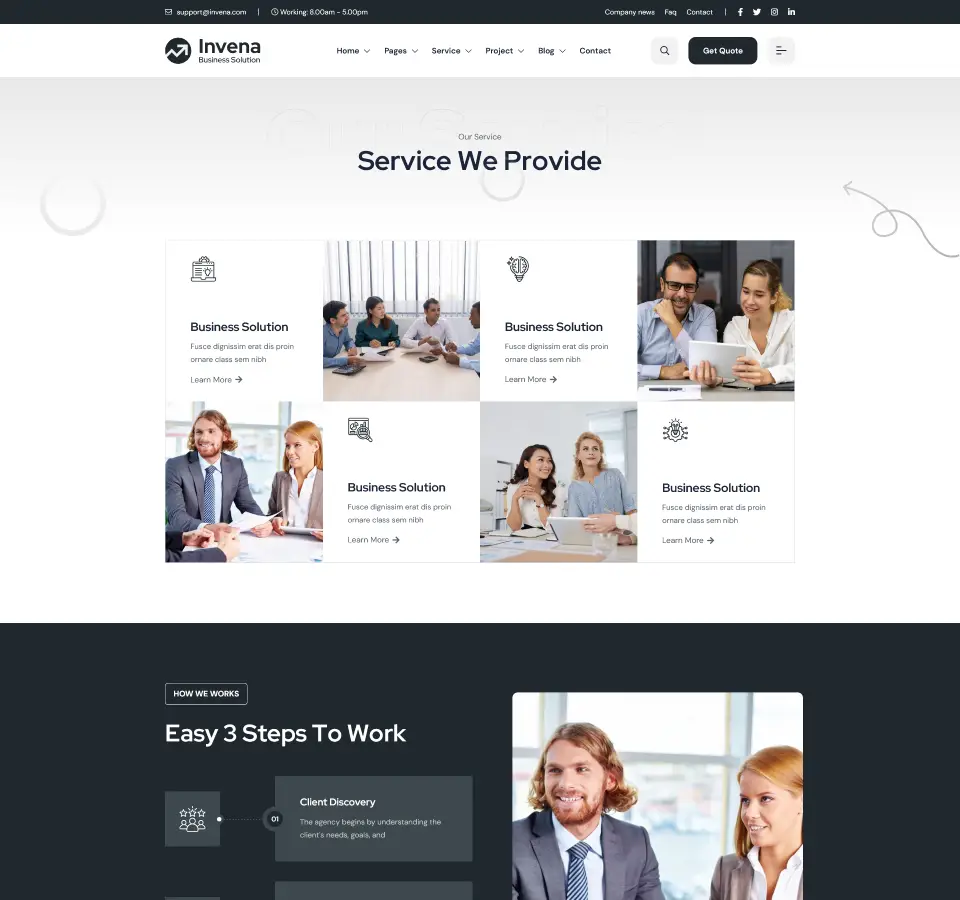 support@invena.com | Working: 8.00am - 5.00pm
Company news Faq Contact |
Invena
Business Solution
Home Pages Service Project Blog Contact
Get Quote
Our Service
Our Service
Service We Provide
Business Solution
Fusce dignissim erat dis proin
ornare class sem nibh
Learn More
Business Solution
Fusce dignissim erat dis proin
ornare class sem nibh
Learn More
Business Solution
Fusce dignissim erat dis proin
ornare class sem nibh
Learn More
Business Solution
Fusce dignissim erat dis proin
ornare class sem nibh
Learn More
HOW WE WORKS
Easy 3 Steps To Work
01
Client Discovery
The agency begins by understanding the
client's needs, goals, and